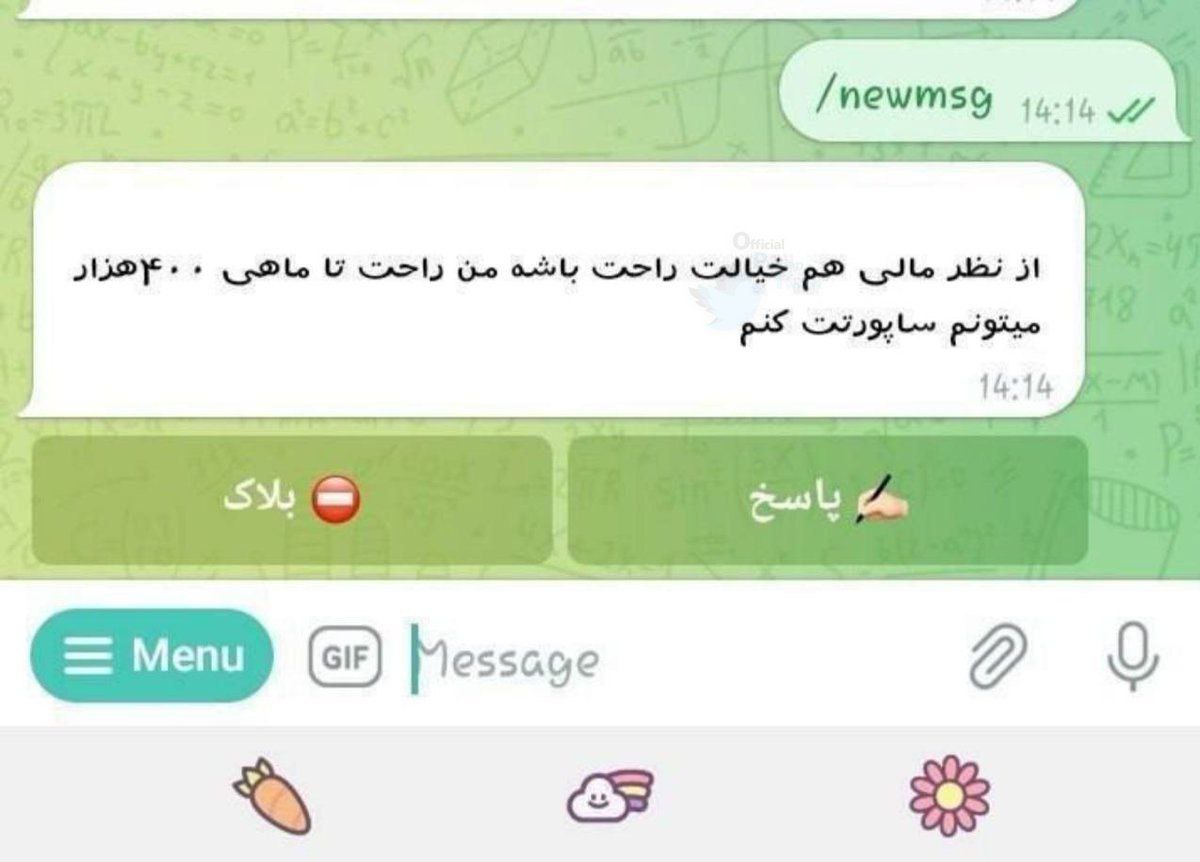 /newmsg 14:14
Official
از نظر مالی هم خیالت راحت باشه من راحت تا ماهی ۴۰۰هزار
میتونم ساپورتت کنم
14:14
پاسخ
بلاک
Menu GIF Message